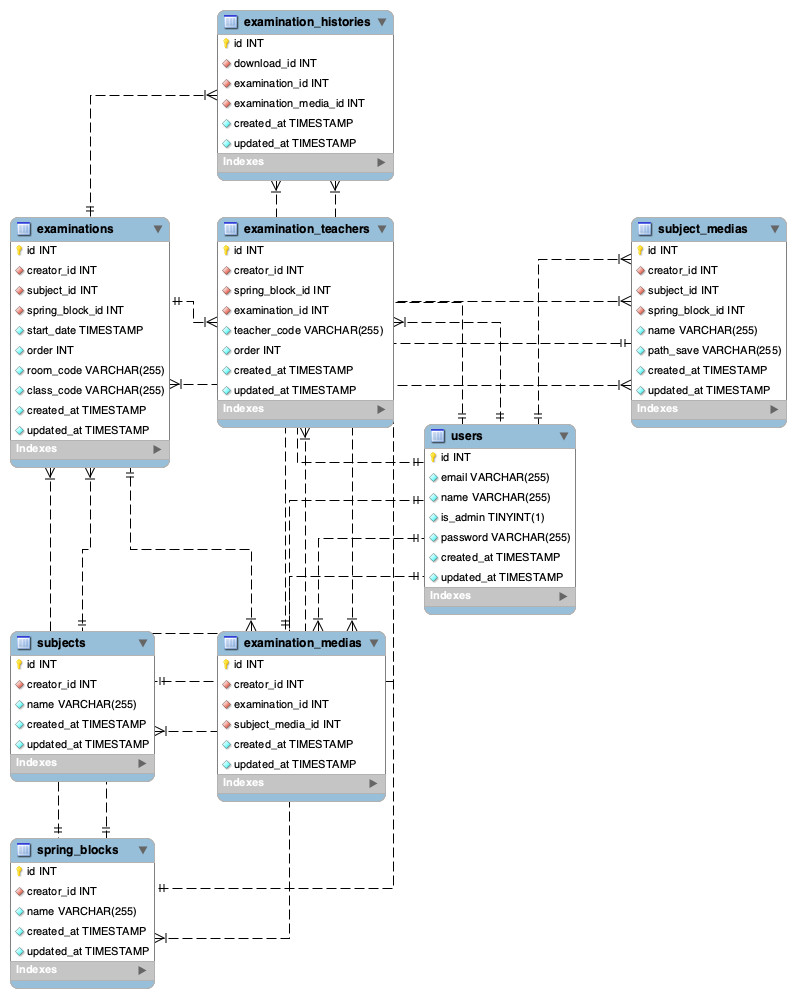 examination_histories
id INT
download_id INT
examination_id INT
examination_media_id INT
created_at TIMESTAMP
updated_at TIMESTAMP
Indexes
examinations
id INT
creator_id INT
subject_id INT
spring_block_id INT
start_date TIMESTAMP
order INT
room_code VARCHAR(255)
class_code VARCHAR(255)
created_at TIMESTAMP
updated_at TIMESTAMP
Indexes
examination_teachers
id INT
creator_id INT
spring_block_id INT
examination_id INT
teacher_code VARCHAR(255)
order INT
created_at TIMESTAMP
updated_at TIMESTAMP
Indexes
subject_medias
id INT
creator_id INT
subject_id INT
spring_block_id INT
name VARCHAR(255)
path_save VARCHAR(255)
created_at TIMESTAMP
updated_at TIMESTAMP
Indexes
users
id INT
email VARCHAR(255)
name VARCHAR(255)
is_admin TINYINT(1)
password VARCHAR(255)
created_at TIMESTAMP
updated_at TIMESTAMP
Indexes
subjects
id INT
creator_id INT
name VARCHAR(255)
created_at TIMESTAMP
updated_at TIMESTAMP
Indexes
examination_medias
id INT
creator_id INT
examination_id INT
subject_media_id INT
created_at TIMESTAMP
updated_at TIMESTAMP
Indexes
spring_blocks
id INT
creator_id INT
name VARCHAR(255)
created_at TIMESTAMP
updated_at TIMESTAMP
Indexes